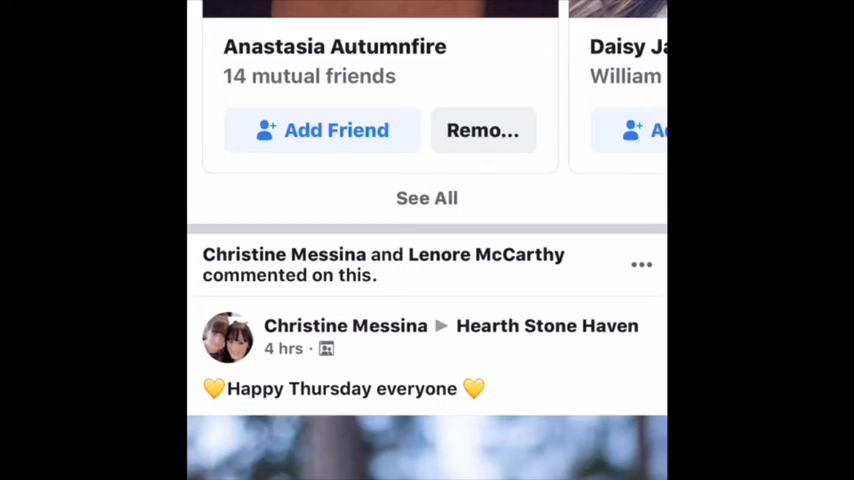 Anastasia Autumnfire
14 mutual friends
Add Friend
Remo...
Daisy
William
See All
Christine Messina and Lenore McCarthy
commented on this.
Christine Messina ▶ Hearth Stone Haven
4 hrs ·
💛Happy Thursday everyone 💛